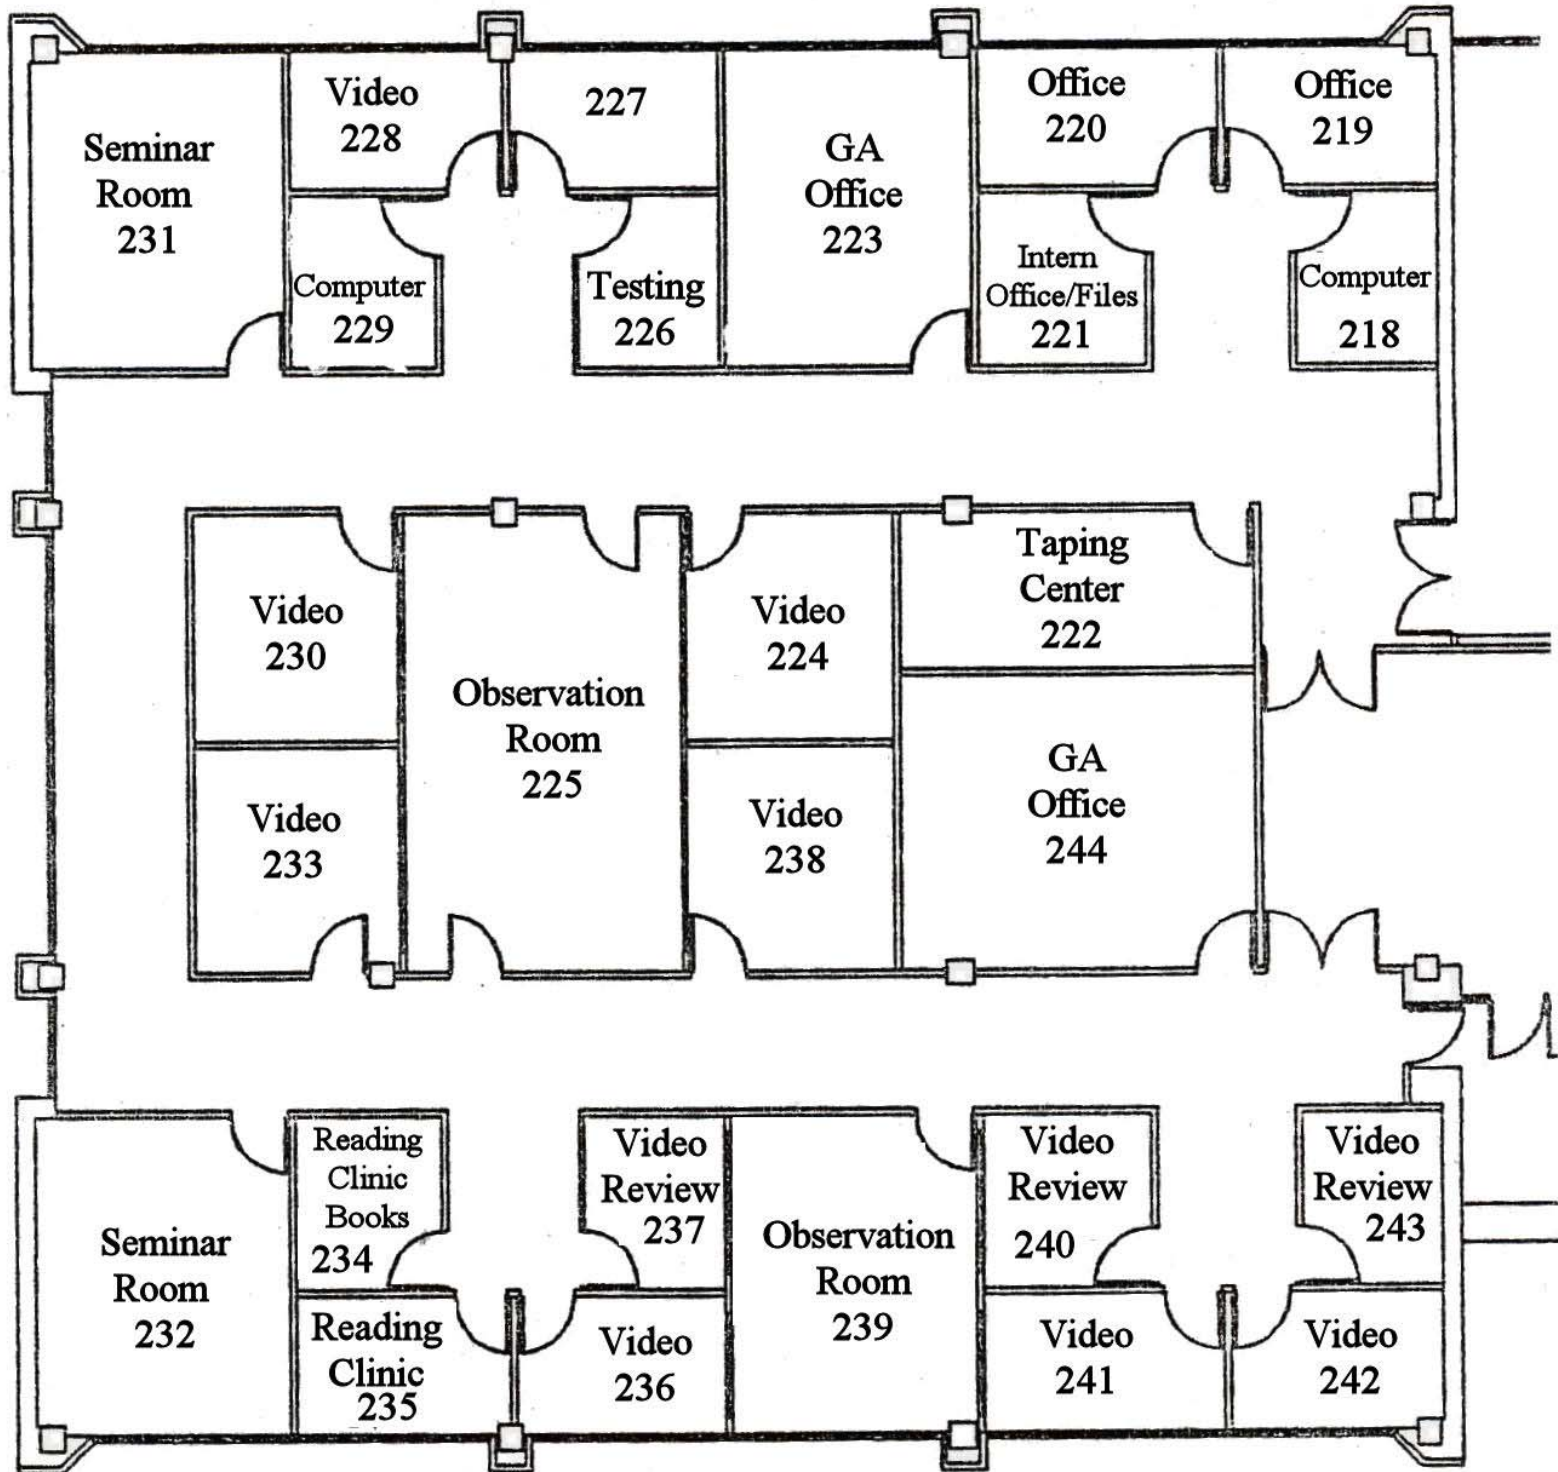 Seminar
Room
231
Video
228
227
GA
Office
223
Office
220
Office
219
Computer
229
Testing
226
Intern
Office/Files
221
Computer
218
Video
230
Observation
Room
225
Video
224
Taping
Center
222
Video
233
Video
238
GA
Office
244
Seminar
Room
232
Reading
Clinic
Books
234
Video
Review
237
Observation
Room
239
Video
Review
240
Video
Review
243
Reading
Clinic
235
Video
236
Video
241
Video
242